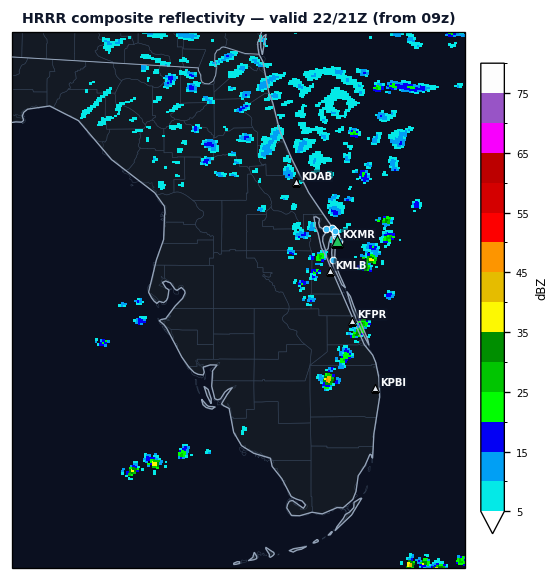 HRRR composite reflectivity — valid 22/21Z (from 09z)
KDAB
KXMR
KMLB
KFPR
KPBI
75
65
55
45
35
25
15
5
dBZ